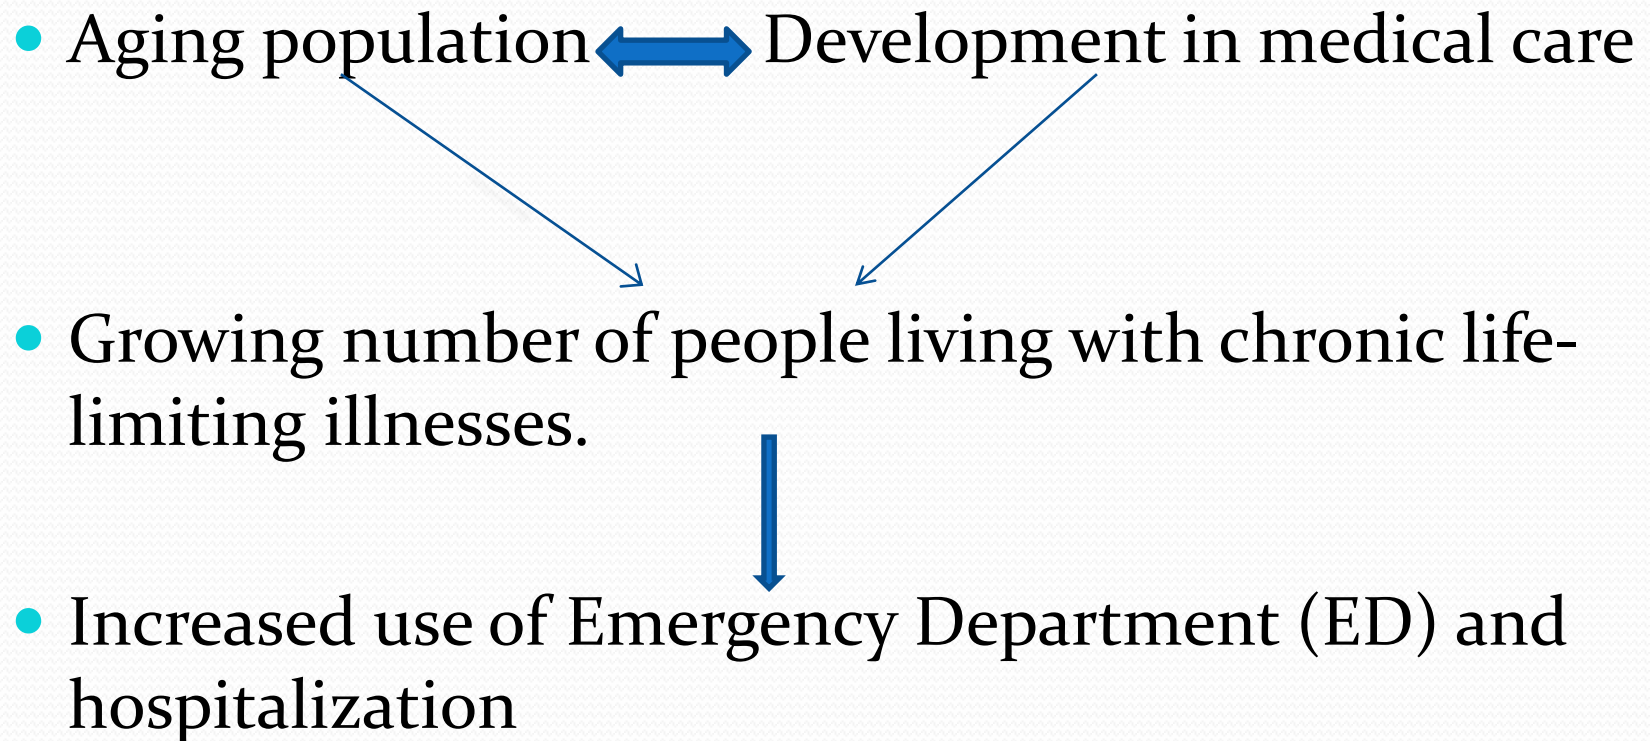 • Aging population Development in medical care
• Growing number of people living with chronic life-
limiting illnesses.
• Increased use of Emergency Department (ED) and
hospitalization